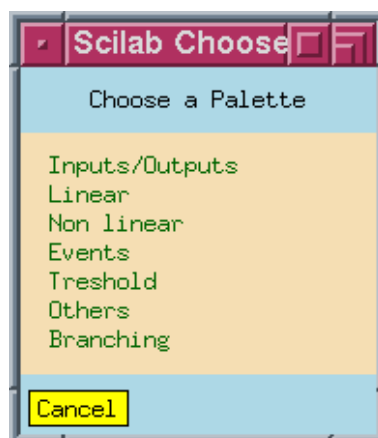 Scilab Choose
Choose a Palette
Inputs/Outputs
Linear
Non linear
Events
Treshold
Others
Branching
Cancel